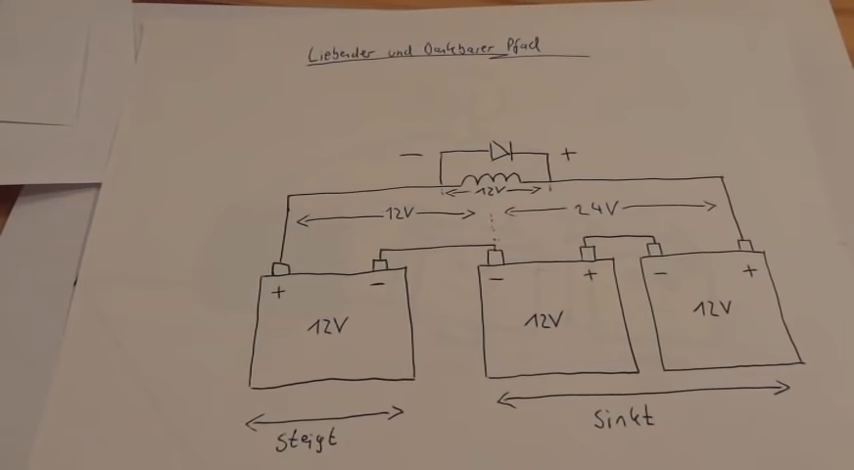 Liebender und Dankbarer Pfad
− +
12V
12V 24V
+ − − + − +
12V 12V 12V
Steigt Sinkt